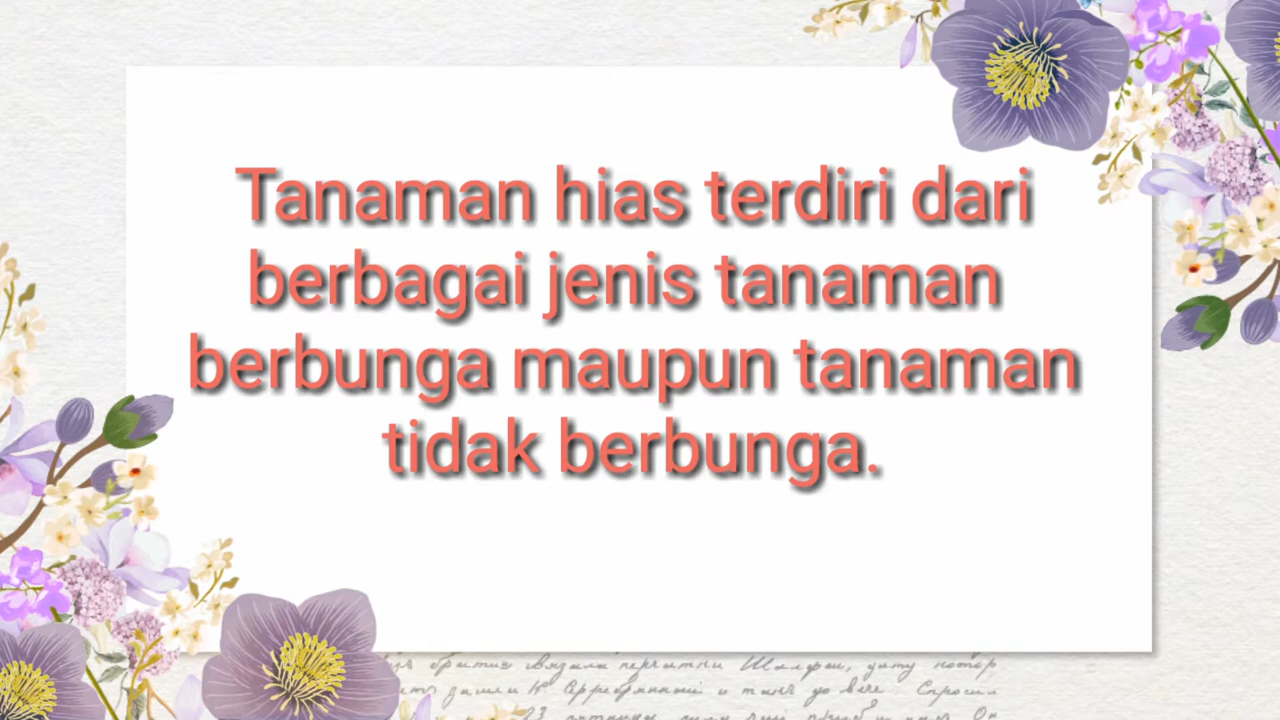 Tanaman hias terdiri dari
berbagai jenis tanaman
berbunga maupun tanaman
tidak berbunga.